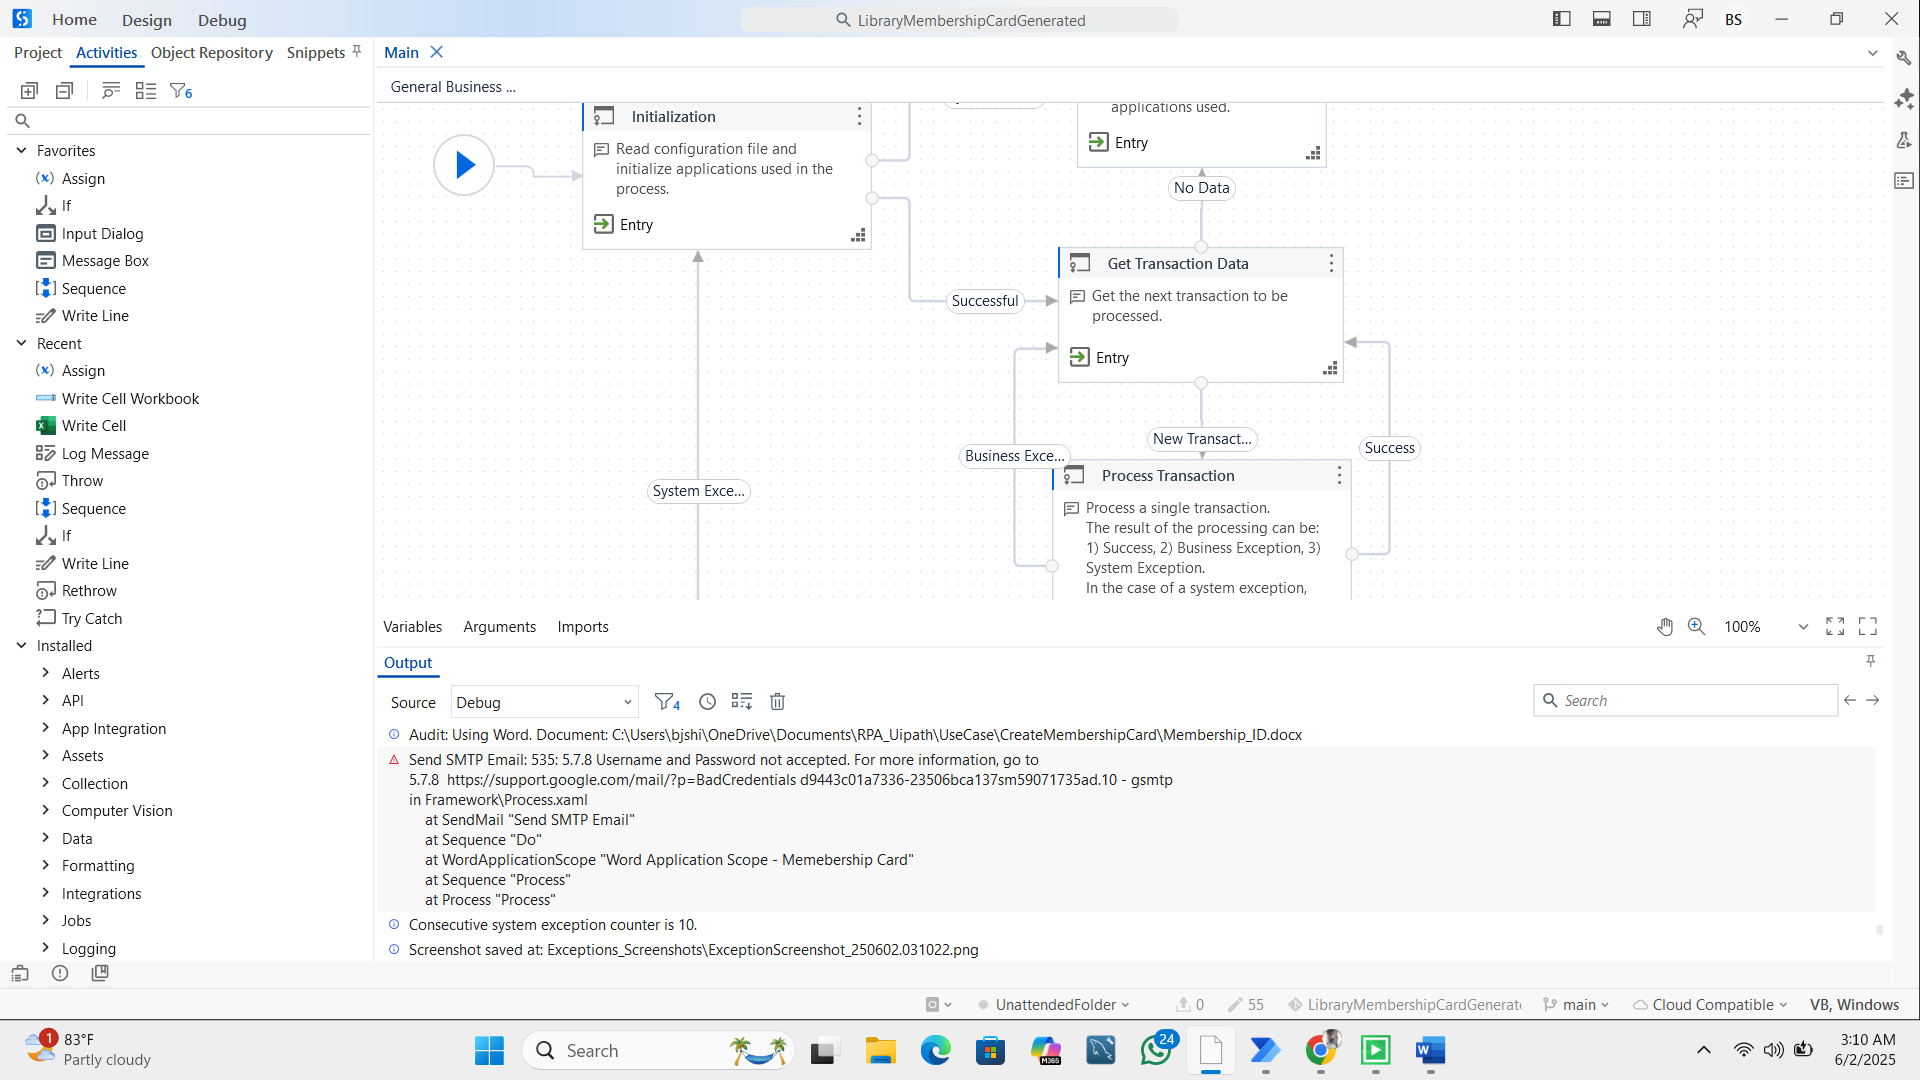 Home
Design
Debug
LibraryMembershipCardGenerated
BS
Project
Activities
Object Repository
Snippets
Main
General Business ...
6
Favorites
Assign
If
Input Dialog
Message Box
Sequence
Write Line
Recent
Assign
Write Cell Workbook
Write Cell
Log Message
Throw
Sequence
If
Write Line
Rethrow
Try Catch
Installed
Alerts
API
App Integration
Assets
Collection
Computer Vision
Data
Formatting
Integrations
Jobs
Logging
Initialization
Read configuration file and
initialize applications used in the
process.
Entry
applications used.
Entry
No Data
Get Transaction Data
Get the next transaction to be
processed.
Entry
Successful
New Transact...
Business Exce...
Success
System Exce...
Process Transaction
Process a single transaction.
The result of the processing can be:
1) Success, 2) Business Exception, 3)
System Exception.
In the case of a system exception,
Variables
Arguments
Imports
100%
Output
Source
Debug
4
Search
Audit: Using Word. Document: C:\Users\bjshi\OneDrive\Documents\RPA_Uipath\UseCase\CreateMembershipCard\Membership_ID.docx
Send SMTP Email: 535: 5.7.8 Username and Password not accepted. For more information, go to
5.7.8  https://support.google.com/mail/?p=BadCredentials d9443c01a7336-23506bca137sm59071735ad.10 - gsmtp
in Framework\Process.xaml
at SendMail "Send SMTP Email"
at Sequence "Do"
at WordApplicationScope "Word Application Scope - Memebership Card"
at Sequence "Process"
at Process "Process"
Consecutive system exception counter is 10.
Screenshot saved at: Exceptions_Screenshots\ExceptionScreenshot_250602.031022.png
UnattendedFolder
0
55
LibraryMembershipCardGenerat
main
Cloud Compatible
VB, Windows
1
83°F
Partly cloudy
Search
M365
24
3:10 AM
6/2/2025